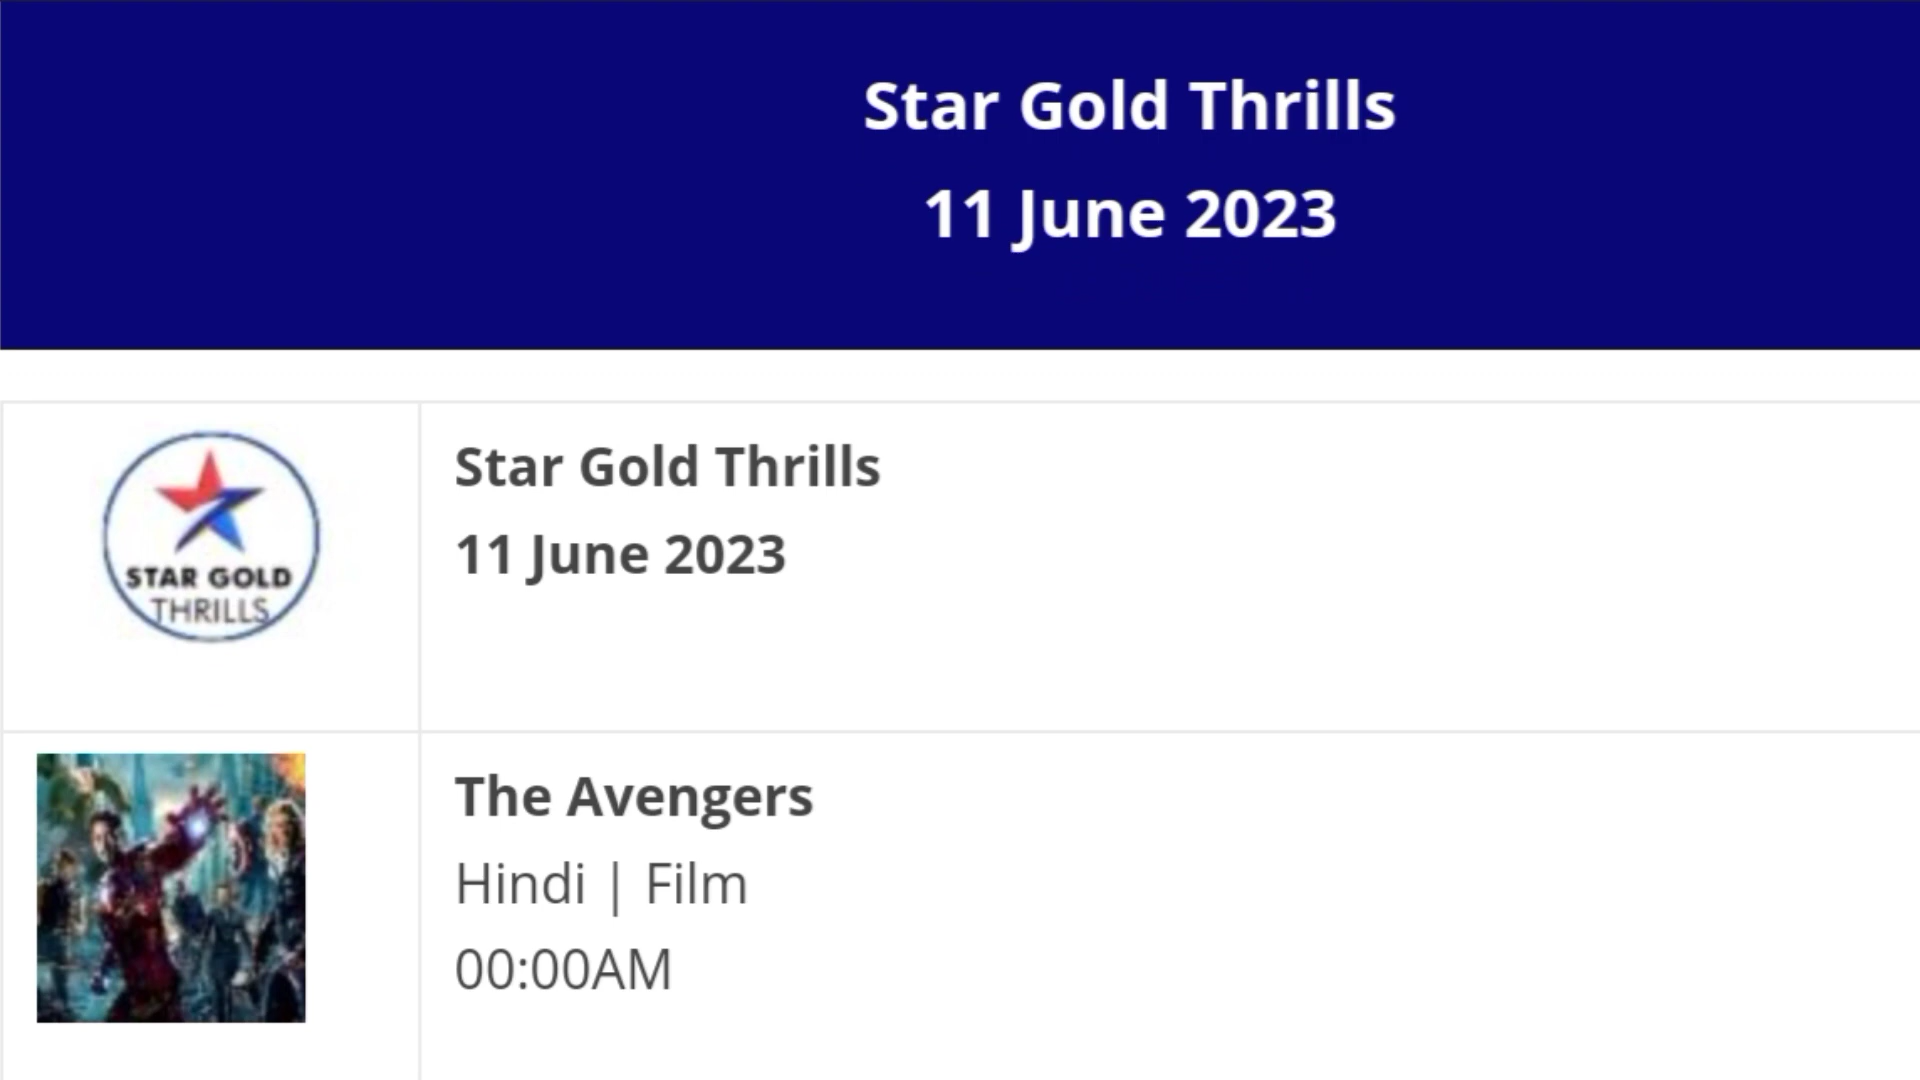 Star Gold Thrills
11 June 2023
STAR GOLD
THRILLS
Star Gold Thrills
11 June 2023
The Avengers
Hindi | Film
00:00AM